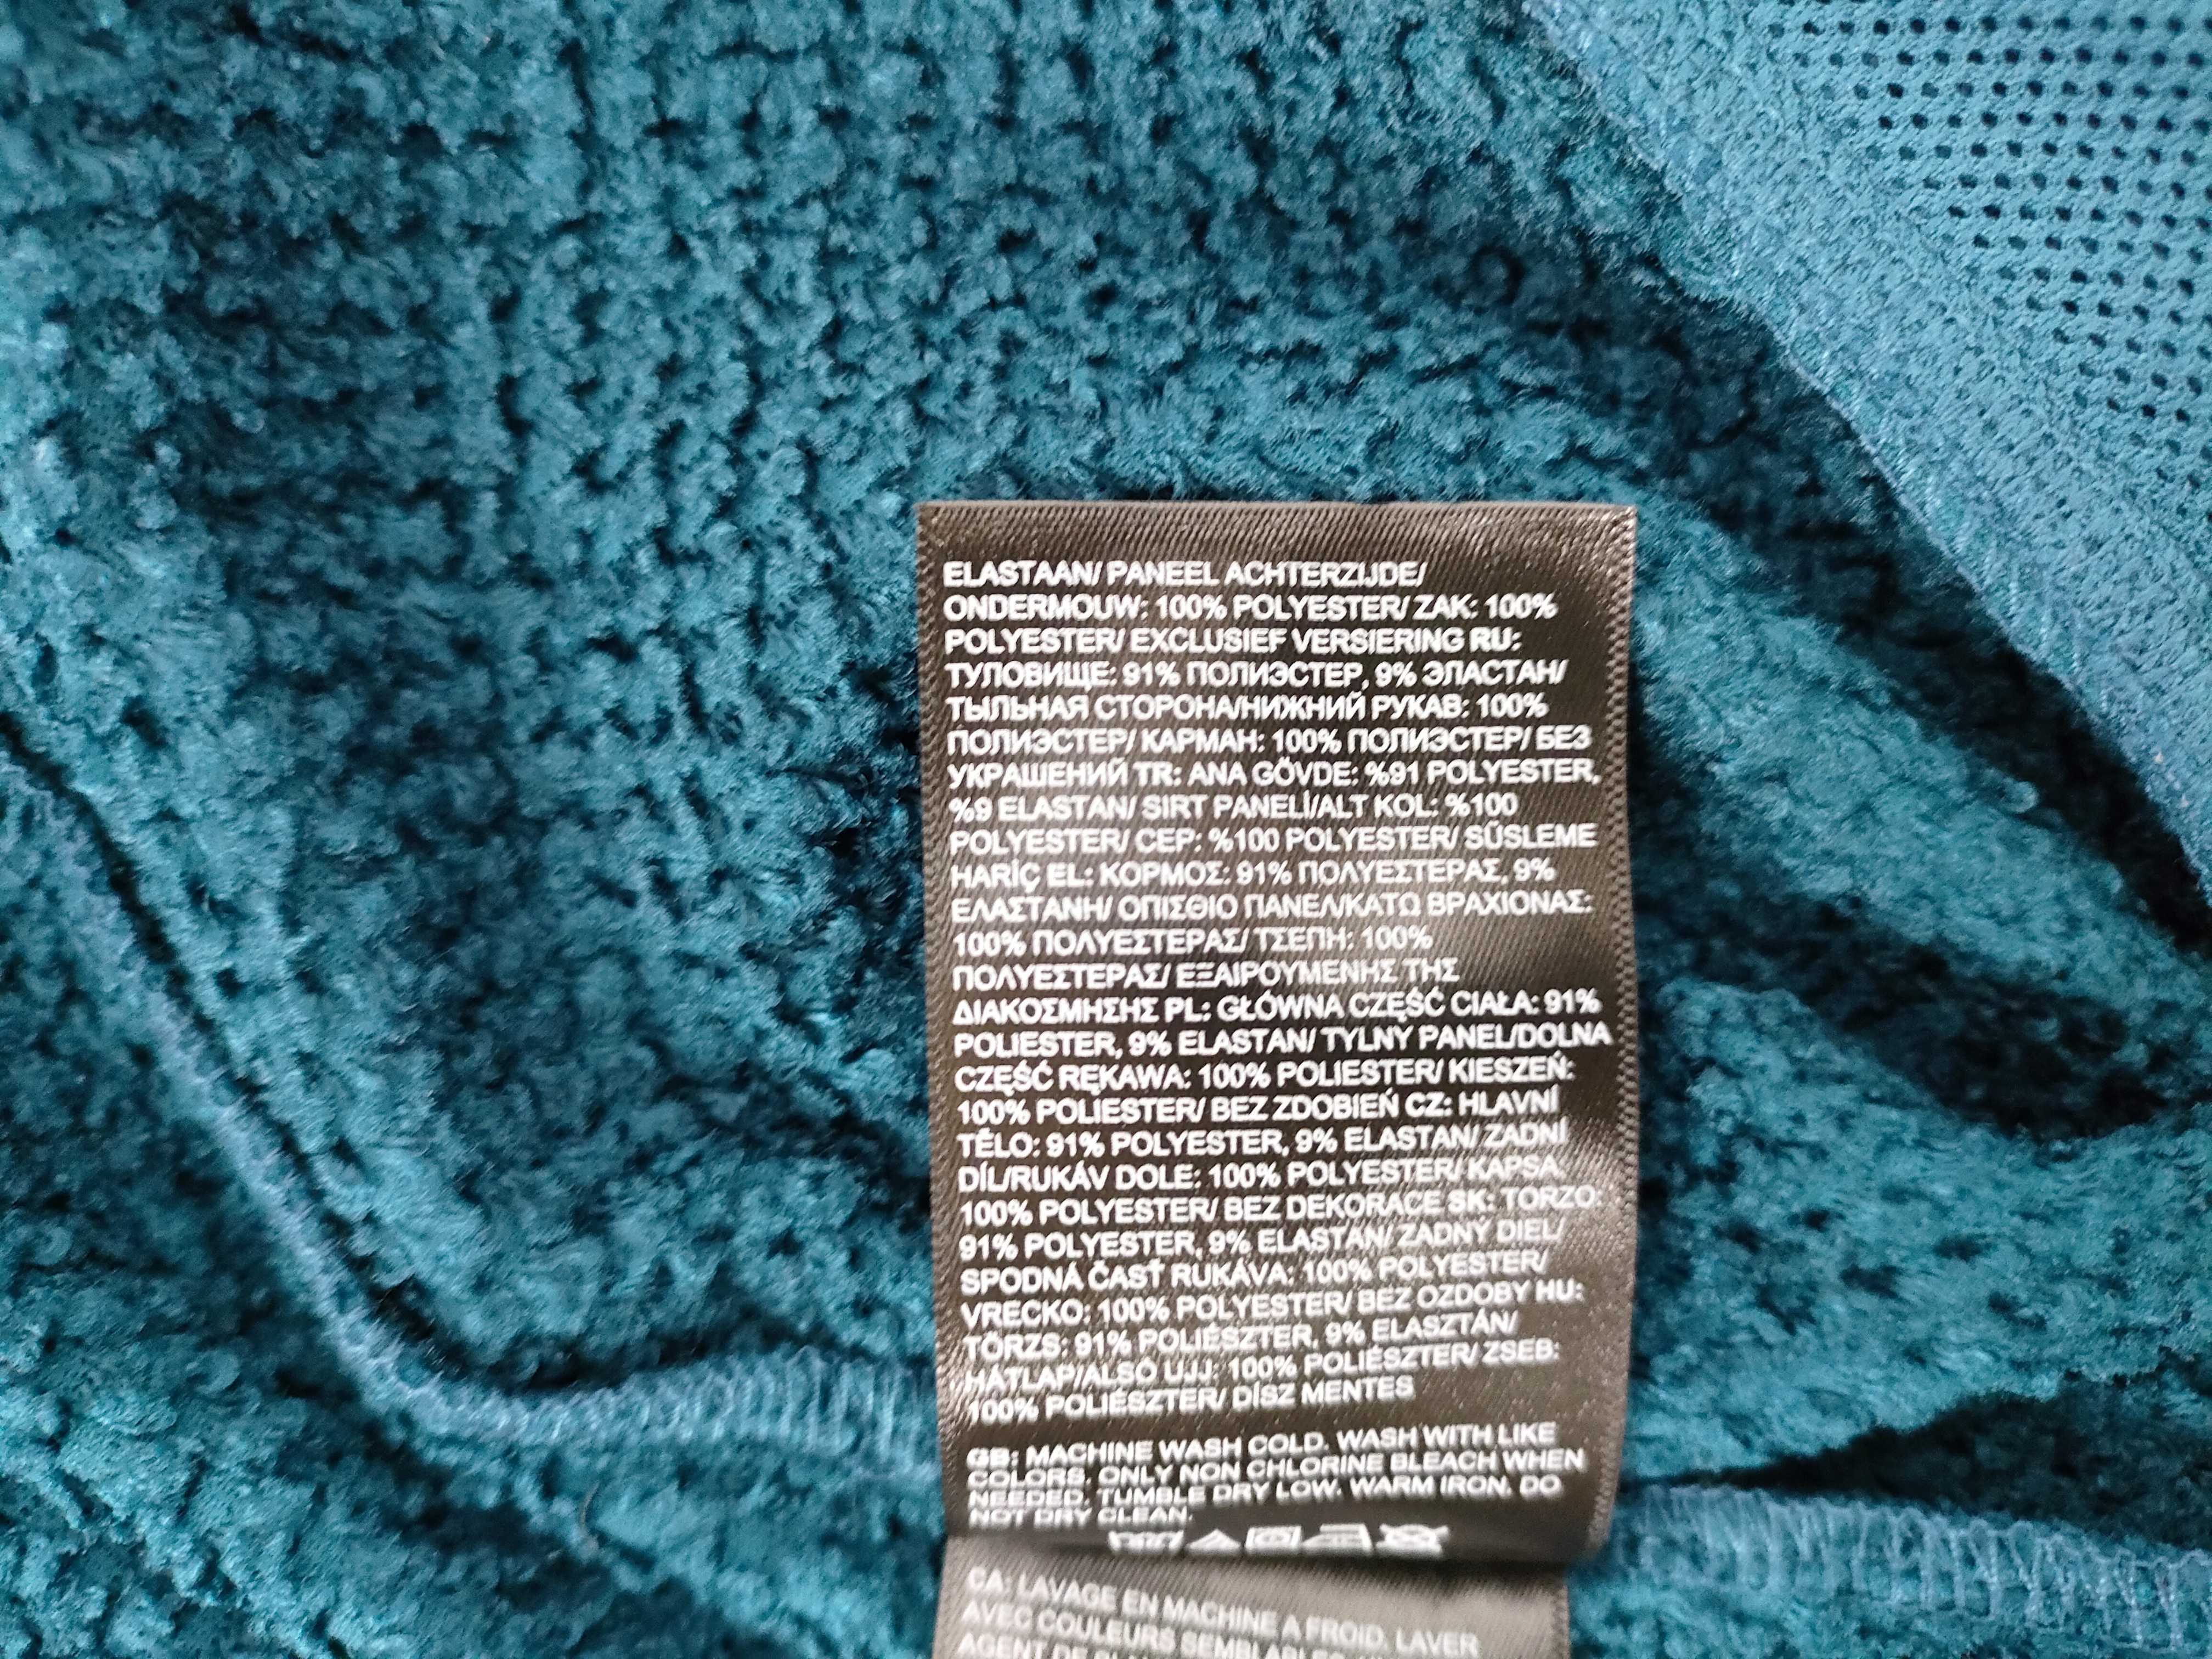 ELASTAAN/ PANEEL ACHTERZIJDE/
ONDERMOUW: 100% POLYESTER/ ZAK: 100%
POLYESTER/ EXCLUSIEF VERSIERING RU:
ТУЛОВИЩЕ: 91% ПОЛИЭСТЕР, 9% ЭЛАСТАН/
ТЫЛЬНАЯ СТОРОНА/НИЖНИЙ РУКАВ: 100%
ПОЛИЭСТЕР/ КАРМАН: 100% ПОЛИЭСТЕР/ БЕЗ
УКРАШЕНИЙ TR: ANA GÖVDE: %91 POLYESTER,
%9 ELASTAN/ SIRT PANELİ/ALT KOL: %100
POLYESTER/ CEP: %100 POLYESTER/ SÜSLEME
HARİÇ EL: ΚΟΡΜΟΣ: 91% ΠΟΛΥΕΣΤΕΡΑΣ, 9%
ΕΛΑΣΤΑΝΗ/ ΟΠΙΣΘΙΟ ΠΑΝΕΛ/ΚΑΤΩ ΒΡΑΧΙΟΝΑΣ:
100% ΠΟΛΥΕΣΤΕΡΑΣ/ ΤΣΕΠΗ: 100%
ΠΟΛΥΕΣΤΕΡΑΣ/ ΕΞΑΙΡΟΥΜΕΝΗΣ ΤΗΣ
ΔΙΑΚΟΣΜΗΣΗΣ PL: GŁÓWNA CZĘŚĆ CIAŁA: 91%
POLIESTER, 9% ELASTAN/ TYLNY PANEL/DOLNA
CZĘŚĆ RĘKAWA: 100% POLIESTER/ KIESZEŃ:
100% POLIESTER/ BEZ ZDOBIEŃ CZ: HLAVNÍ
TĚLO: 91% POLYESTER, 9% ELASTAN/ ZADNÍ
DÍL/RUKÁV DOLE: 100% POLYESTER/ KAPSA:
100% POLYESTER/ BEZ DEKORACE SK: TORZO:
91% POLYESTER, 9% ELASTAN/ ZADNÝ DIEL/
SPODNÁ ČASŤ RUKÁVA: 100% POLYESTER/
VRECKO: 100% POLYESTER/ BEZ OZDOBY HU:
TÖRZS: 91% POLIÉSZTER, 9% ELASZTÁN/
HÁTLAP/ALSÓ UJJ: 100% POLIÉSZTER/ ZSEB:
100% POLIÉSZTER/ DÍSZ MENTES
GB: MACHINE WASH COLD. WASH WITH LIKE
COLORS. ONLY NON CHLORINE BLEACH WHEN
NEEDED. TUMBLE DRY LOW. WARM IRON. DO
NOT DRY CLEAN.
CA: LAVAGE EN MACHINE A FROID. LAVER
AVEC COULEURS
AGENT DE